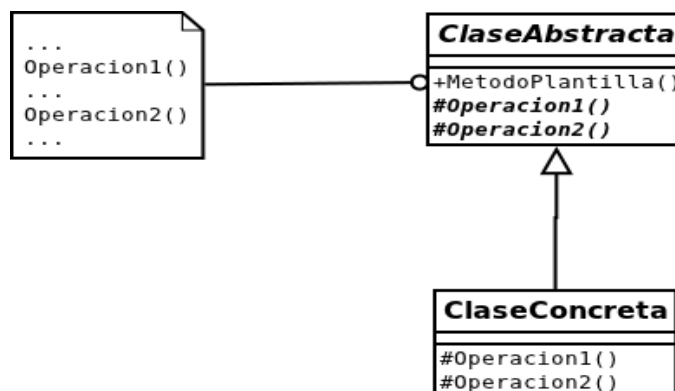 ...
Operacion1()
...
Operacion2()
...
ClaseAbstracta
+MetodoPlantilla()
#Operacion1()
#Operacion2()
ClaseConcreta
#Operacion1()
#Operacion2()